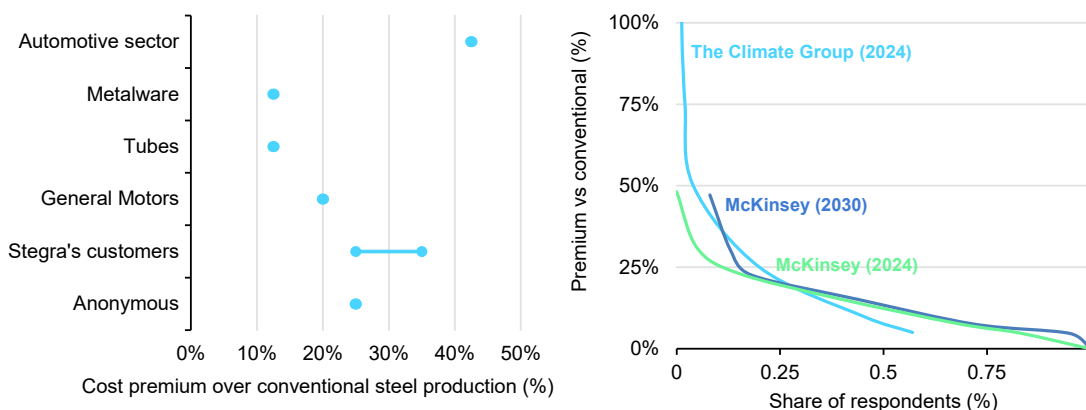 Automotive sector
Metalware
Tubes
General Motors
Stegra's customers
Anonymous
0%
10%
20%
30%
40%
50%
Cost premium over conventional steel production (%)
Premium vs conventional (%)
100%
75%
50%
25%
0%
The Climate Group (2024)
McKinsey (2030)
McKinsey (2024)
0
0.25
0.5
0.75
Share of respondents (%)